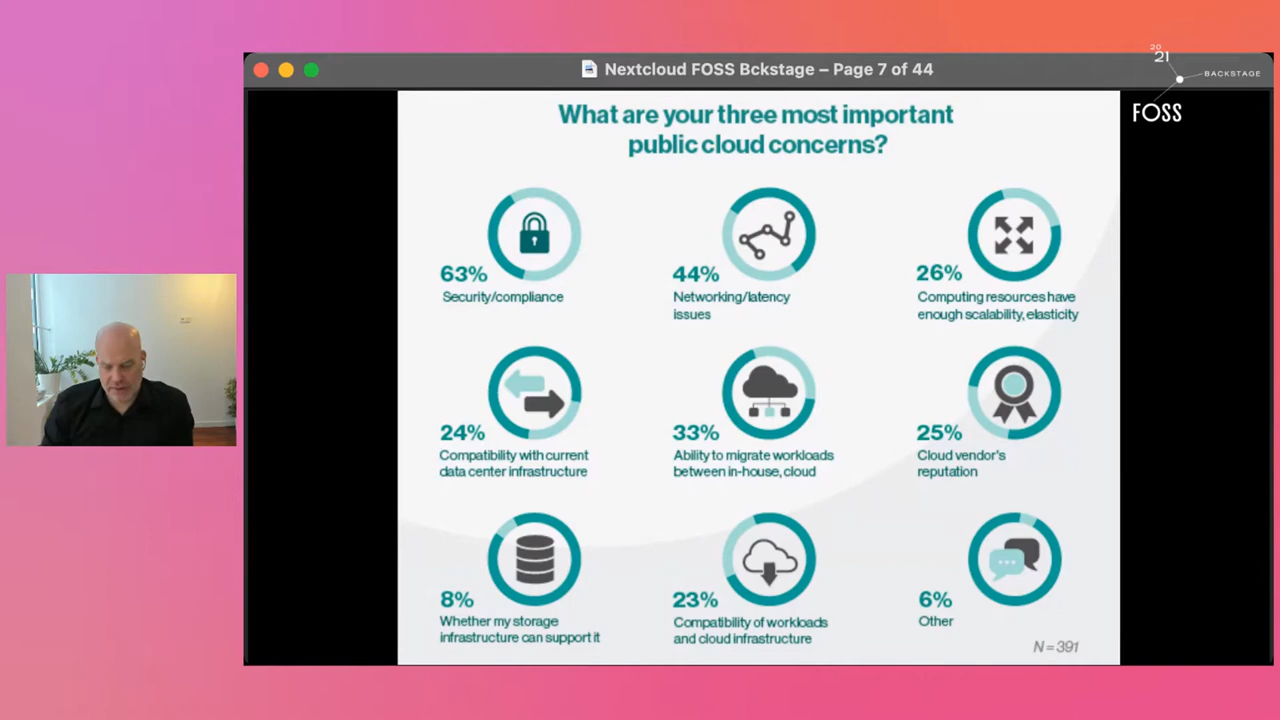 Nextcloud FOSS Bckstage – Page 7 of 44
20
21
BACKSTAGE
FOSS
What are your three most important
public cloud concerns?
63%
Security/compliance
44%
Networking/latency
issues
26%
Computing resources have
enough scalability, elasticity
24%
Compatibility with current
data center infrastructure
33%
Ability to migrate workloads
between in-house, cloud
25%
Cloud vendor's
reputation
8%
Whether my storage
infrastructure can support it
23%
Compatibility of workloads
and cloud infrastructure
6%
Other
N=391